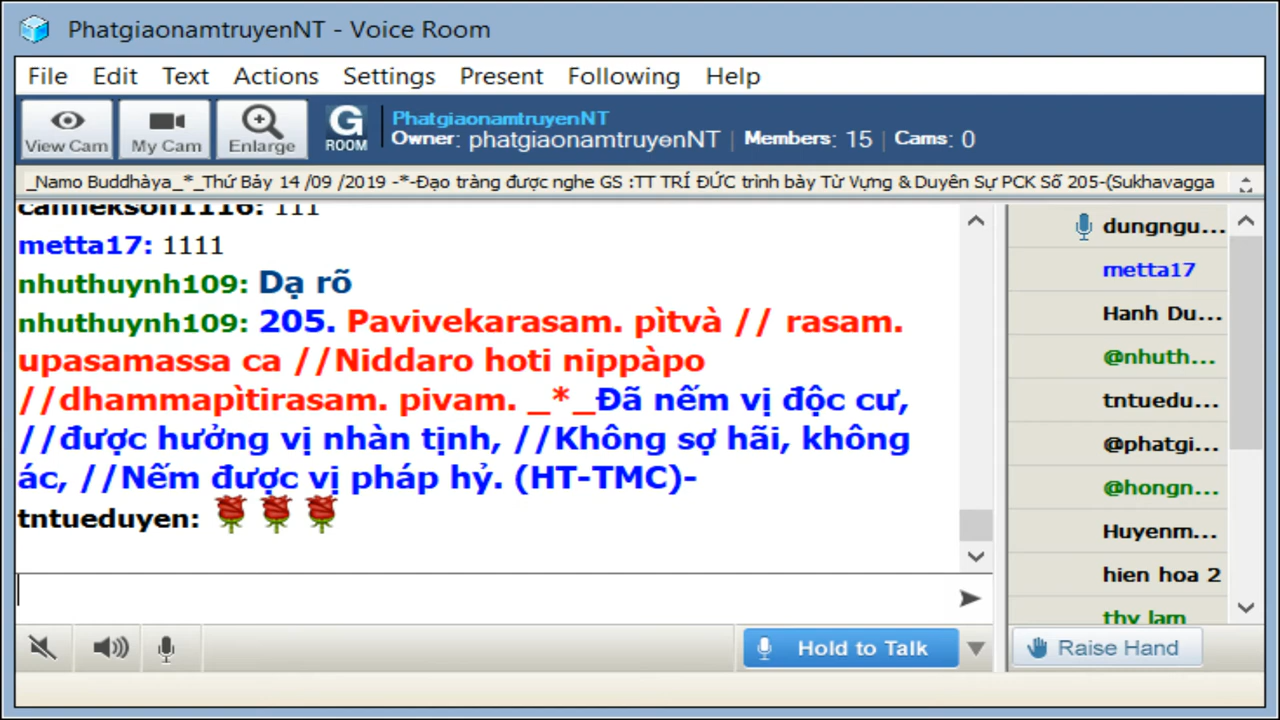 PhatgiaonamtruyenNT - Voice Room
File Edit Text Actions Settings Present Following Help
View Cam My Cam Enlarge G ROOM
PhatgiaonamtruyenNT
Owner: phatgiaonamtruyenNT | Members: 15 | Cams: 0
_Namo Buddhàya_*_Thứ Bảy 14 /09 /2019 -*-Đạo tràng được nghe GS :TT TRÍ ĐỨC trình bày Từ Vựng & Duyên Sự PCK Số 205-(Sukhavagga
111
metta17: 1111
nhuthuynh109: Dạ rõ
nhuthuynh109: 205. Pavivekarasam. pìtvà // rasam.
upasamassa ca //Niddaro hoti nippàpo
//dhammapìtirasam. pivam. _*_Đã nếm vị độc cư,
//được hưởng vị nhàn tịnh, //Không sợ hãi, không
ác, //Nếm được vị pháp hỷ. (HT-TMC)-
tntueduyen:
dungngu...
metta17
Hanh Du...
@nhuth...
tntuedu...
@phatgi...
@hongn...
Huyenm...
hien hoa 2
thy lam
Hold to Talk
Raise Hand